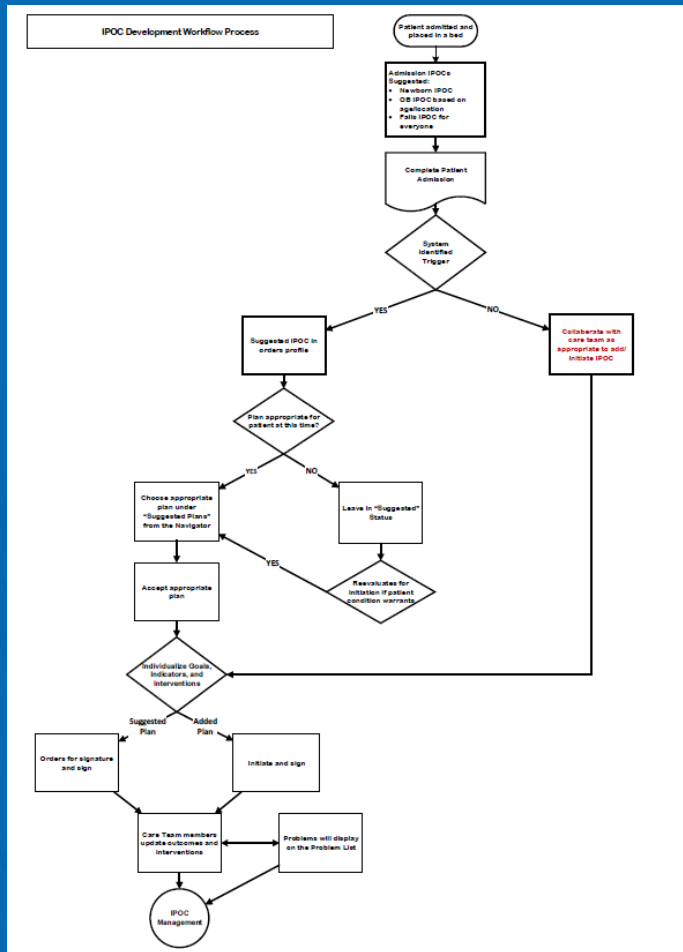 IPOC Development Workflow Process
Patient admitted and
placed in a bed
Admission IPOCs
Suggested:
• Newborn IPOC
• OB IPOC based on
age/location
• Falls IPOC for
everyone
Complete Patient
Admission
System
Identified
Trigger
YES
NO
Suggested IPOC in
orders profile
Collaborate with
care team as
appropriate to add/
initiate IPOC
Plan appropriate for
patient at this time?
YES
NO
Choose appropriate
plan under
"Suggested Plans"
from the Navigator
Leave in "Suggested"
Status
YES
Accept appropriate
plan
Reevaluates for
initiation if patient
condition warrants
Individualize Goals,
Indicators, and
Interventions
Suggested
Plan
Added
Plan
Orders for signature
and sign
Initiate and sign
Care Team members
update outcomes and
interventions
Problems will display
on the Problem List
IPOC
Management